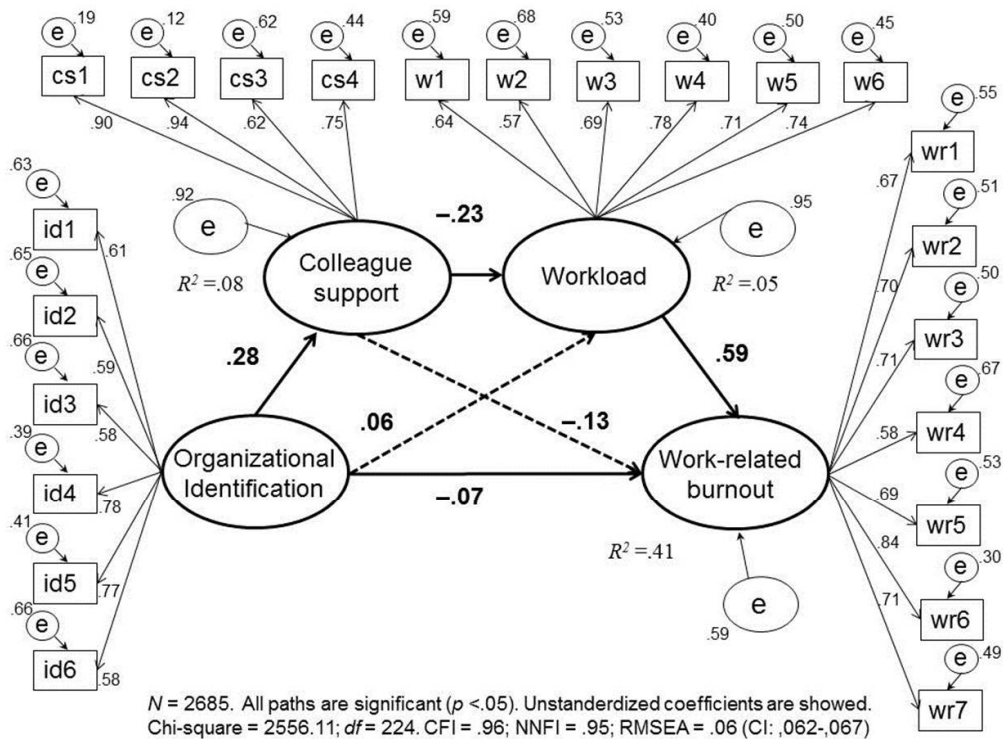 .19 .12 .62 .44 .59 .68 .53 .40 .50 .45
e e e e e e e e e e
cs1 cs2 cs3 cs4 w1 w2 w3 w4 w5 w6
.90 .94 .62 .75 .64 .57 .69 .78 .71 .74
.55
e
wr1
.67
.63
e
id1
.61
.92
e
R² =.08
Colleague
support
–.23
Workload
.95
e
R² =.05
.51
e
wr2
.70
.65
e
id2
.59
.50
e
wr3
.71
.66
e
id3
.58
.28
.06
–.13
.59
.67
e
wr4
.58
.39
e
id4
.78
Organizational
Identification
–.07
Work-related
burnout
.53
e
wr5
.69
.41
e
id5
.77
R² =.41
e
.59
.30
e
wr6
.84
.66
e
id6
.58
.49
e
wr7
.71
N = 2685. All paths are significant (p <.05). Unstanderdized coefficients are showed.
Chi-square = 2556.11; df = 224. CFI = .96; NNFI = .95; RMSEA = .06 (CI: ,062-,067)